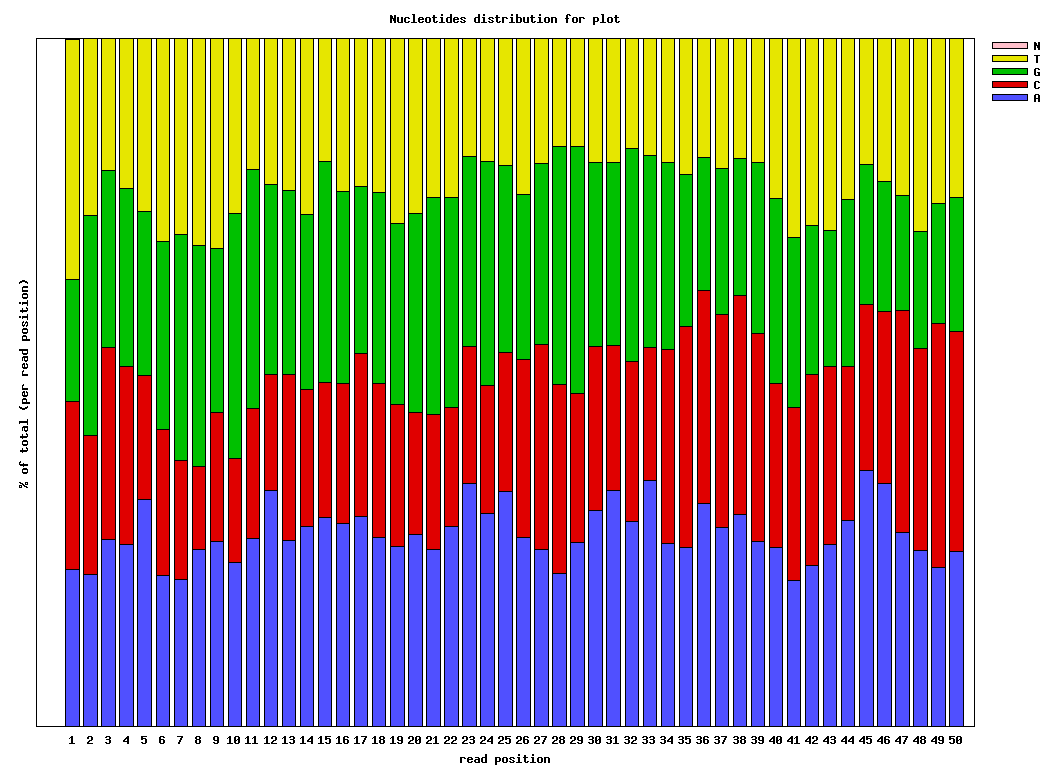 Nucleotides distribution for plot
N
T
G
C
A
% of total (per read position)
1 2 3 4 5 6 7 8 9 10 11 12 13 14 15 16 17 18 19 20 21 22 23 24 25 26 27 28 29 30 31 32 33 34 35 36 37 38 39 40 41 42 43 44 45 46 47 48 49 50
read position